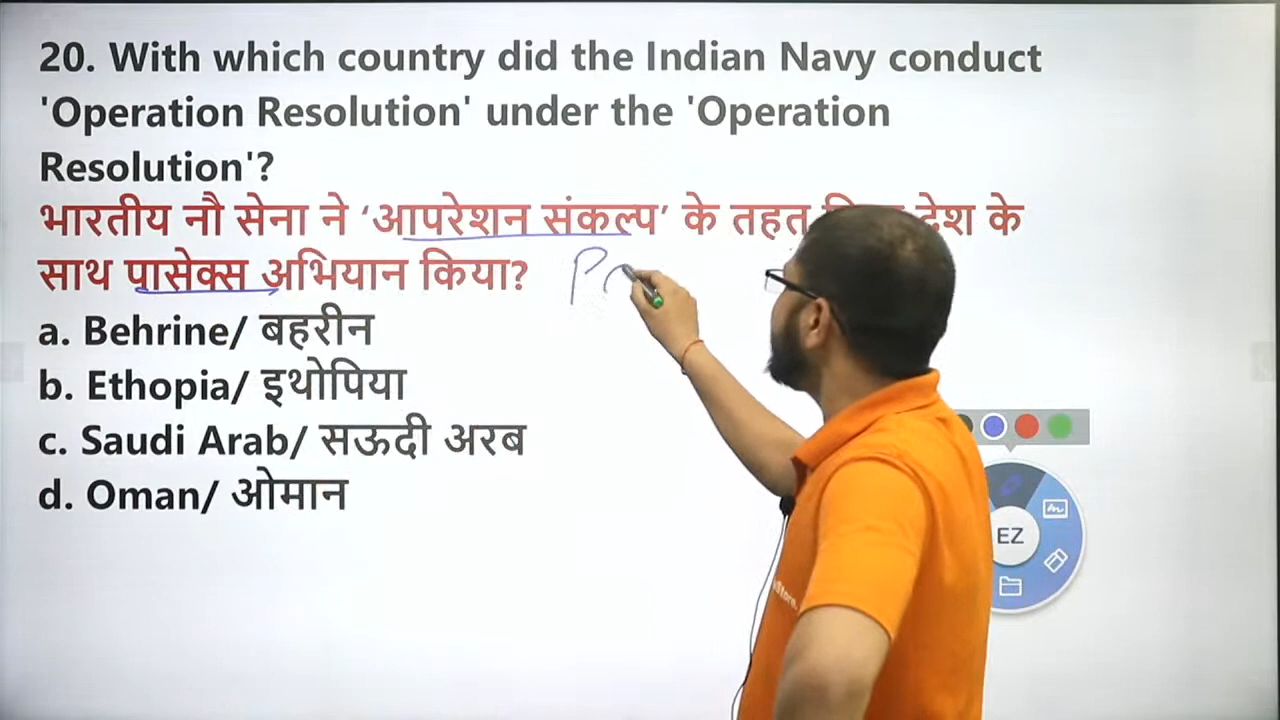 20. With which country did the Indian Navy conduct
'Operation Resolution' under the 'Operation
Resolution'?
भारतीय नौ सेना ने ‘आपरेशन संकल्प’ के तहत देश के
साथ पासेक्स अभियान किया?
a. Behrine/ बहरीन
b. Ethopia/ इथोपिया
c. Saudi Arab/ सऊदी अरब
d. Oman/ ओमान
EZ